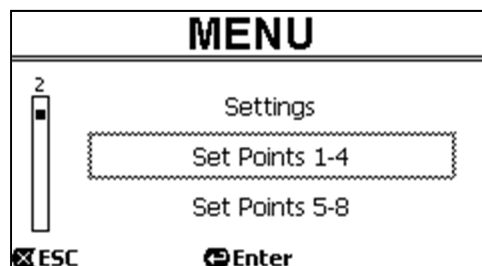 MENU
2
Settings
Set Points 1-4
Set Points 5-8
ESC Enter